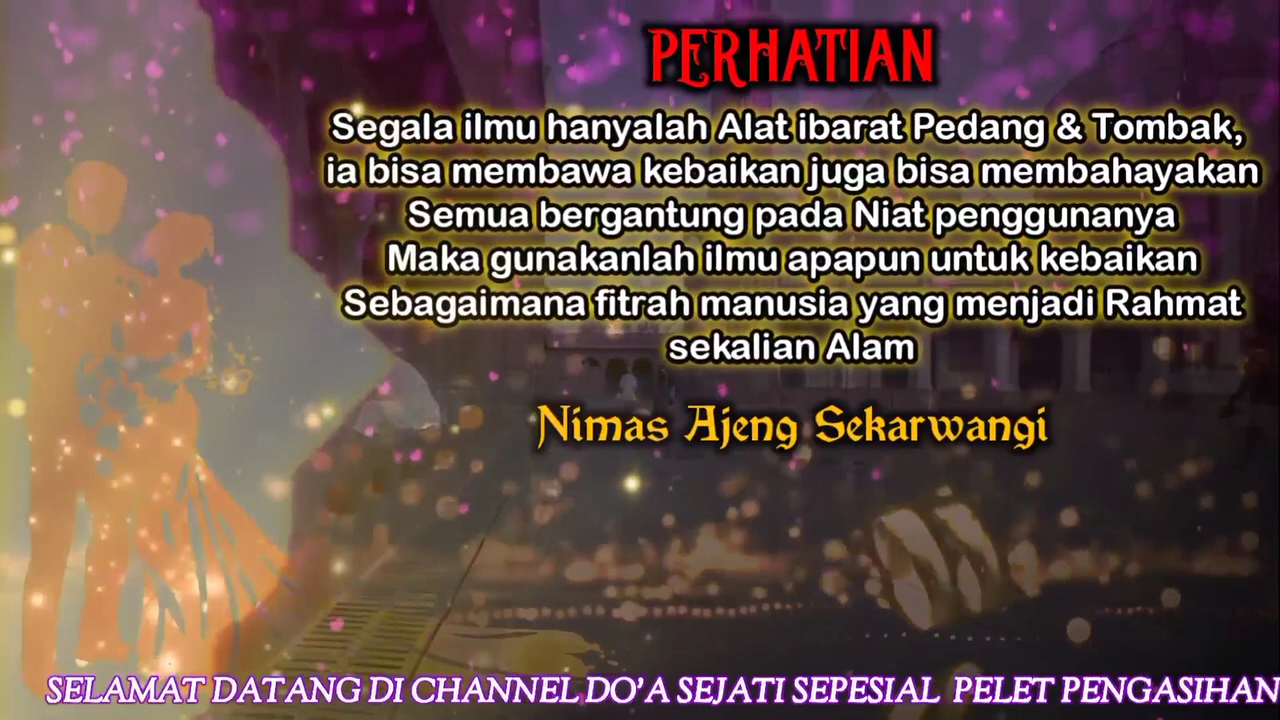 PERHATIAN
Segala ilmu hanyalah Alat ibarat Pedang & Tombak,
ia bisa membawa kebaikan juga bisa membahayakan
Semua bergantung pada Niat penggunanya
Maka gunakanlah ilmu apapun untuk kebaikan
Sebagaimana fitrah manusia yang menjadi Rahmat
sekalian Alam
Nimas Ajeng Sekarwangi
SELAMAT DATANG DI CHANNEL DO'A SEJATI SEPESIAL PELET PENGASIHAN